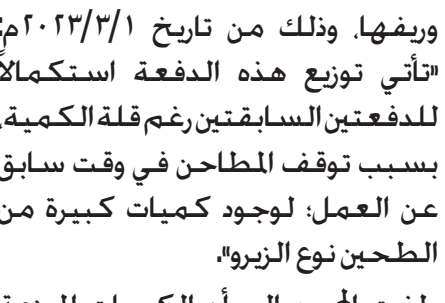 وريفها، وذلك من تاريخ ٢٠٢٣/٣/١م:
"تأتي توزيع هذه الدفعة استكمالاً
للدفعتين السابقتين رغم قلة الكمية،
بسبب توقف المطاحن في وقت سابق
عن العمل؛ لوجود كميات كبيرة من
الطحين نوع الزيرو".